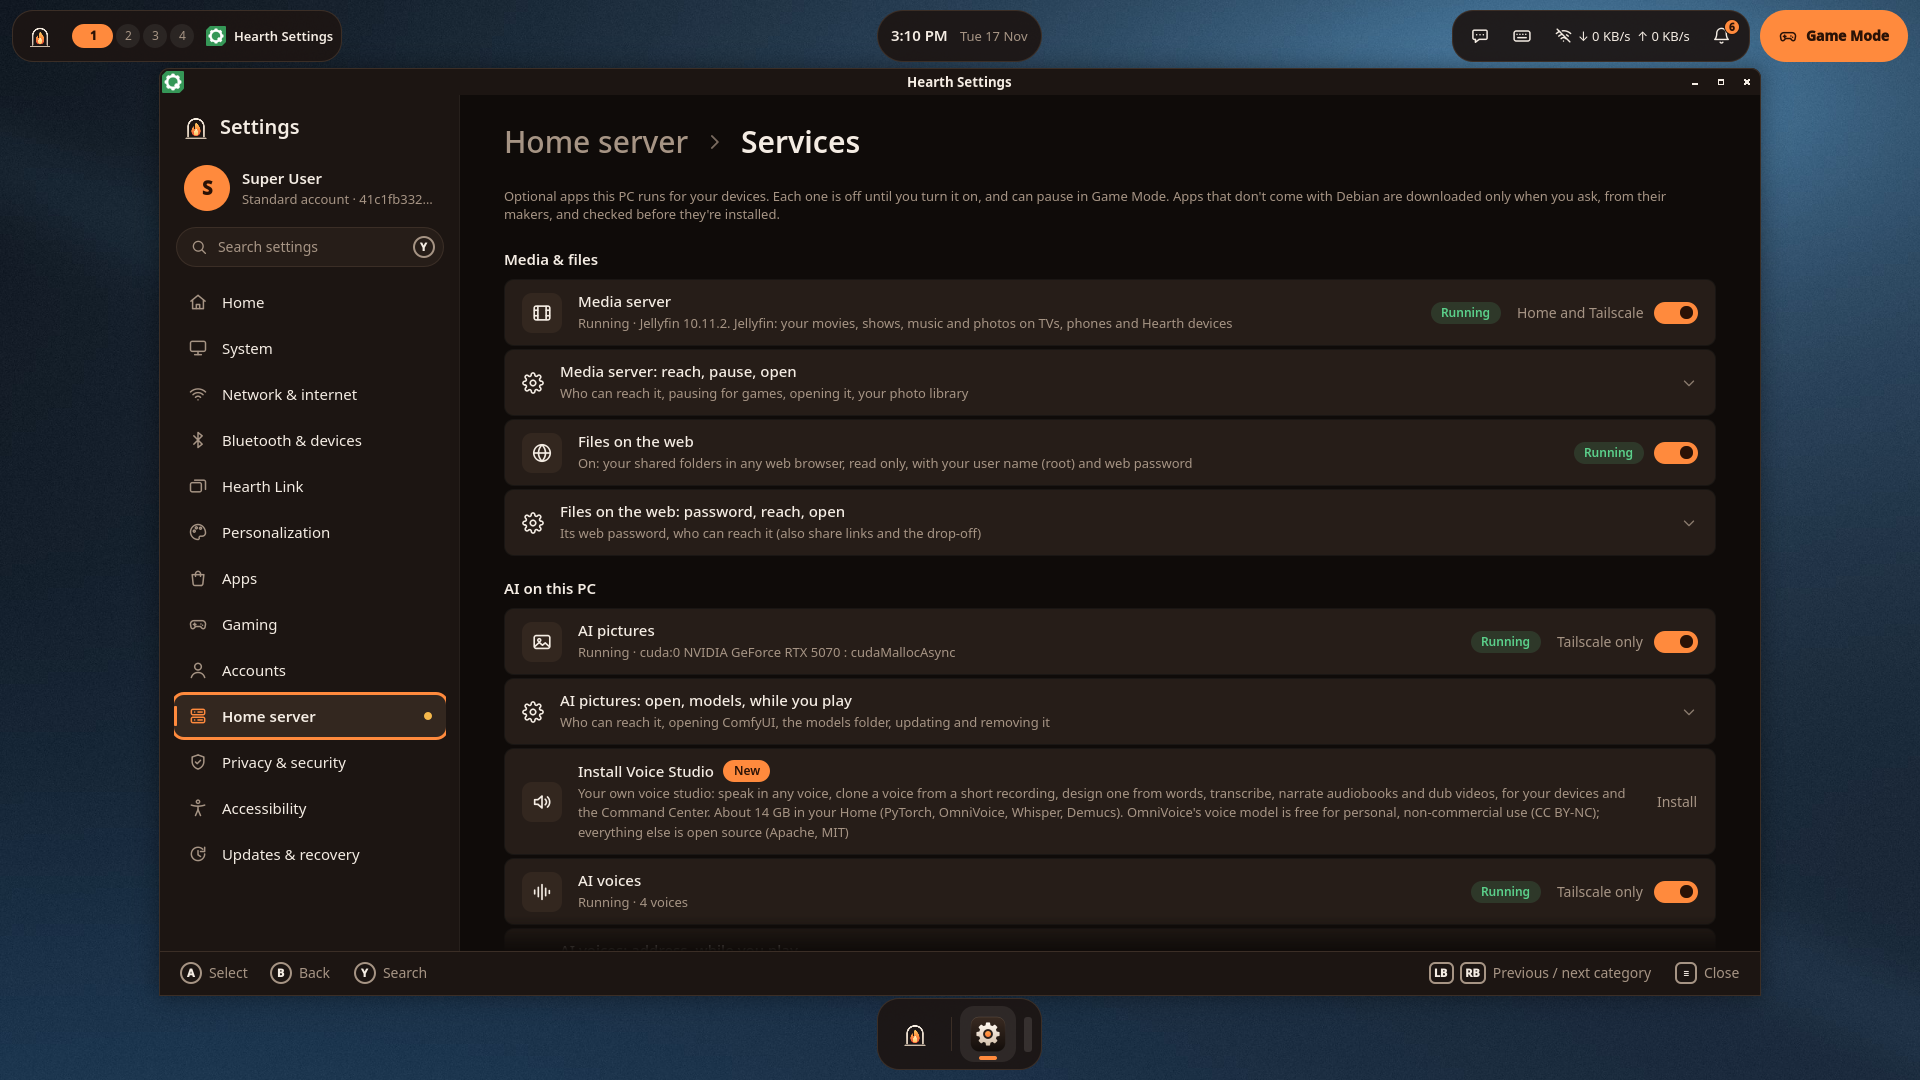 1 2 3 4 Hearth Settings
3:10 PM Tue 17 Nov
↓ 0 KB/s ↑ 0 KB/s 6 Game Mode
Hearth Settings
Settings
S Super User
Standard account · 41c1fb332...
Search settings Y
Home
System
Network & internet
Bluetooth & devices
Hearth Link
Personalization
Apps
Gaming
Accounts
Home server
Privacy & security
Accessibility
Updates & recovery
Home server > Services
Optional apps this PC runs for your devices. Each one is off until you turn it on, and can pause in Game Mode. Apps that don't come with Debian are downloaded only when you ask, from their
makers, and checked before they're installed.
Media & files
Media server
Running · Jellyfin 10.11.2. Jellyfin: your movies, shows, music and photos on TVs, phones and Hearth devices
Running Home and Tailscale
Media server: reach, pause, open
Who can reach it, pausing for games, opening it, your photo library
Files on the web
On: your shared folders in any web browser, read only, with your user name (root) and web password
Running
Files on the web: password, reach, open
Its web password, who can reach it (also share links and the drop-off)
AI on this PC
AI pictures
Running · cuda:0 NVIDIA GeForce RTX 5070 : cudaMallocAsync
Running Tailscale only
AI pictures: open, models, while you play
Who can reach it, opening ComfyUI, the models folder, updating and removing it
Install Voice Studio New
Your own voice studio: speak in any voice, clone a voice from a short recording, design one from words, transcribe, narrate audiobooks and dub videos, for your devices and
the Command Center. About 14 GB in your Home (PyTorch, OmniVoice, Whisper, Demucs). OmniVoice's voice model is free for personal, non-commercial use (CC BY-NC);
everything else is open source (Apache, MIT)
Install
AI voices
Running · 4 voices
Running Tailscale only
A Select B Back Y Search
LB RB Previous / next category ≡ Close